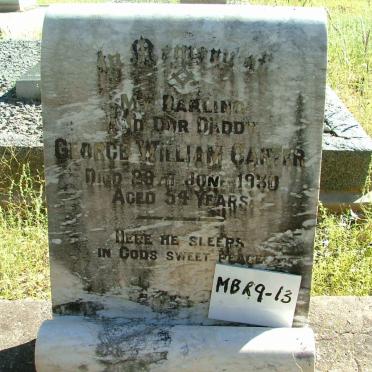 In Memory of
My Darling
And Our Daddy
George William
Died 28th June 1930
Aged 54 Years
Here he sleeps
in Gods sweet peace
MBR9-13